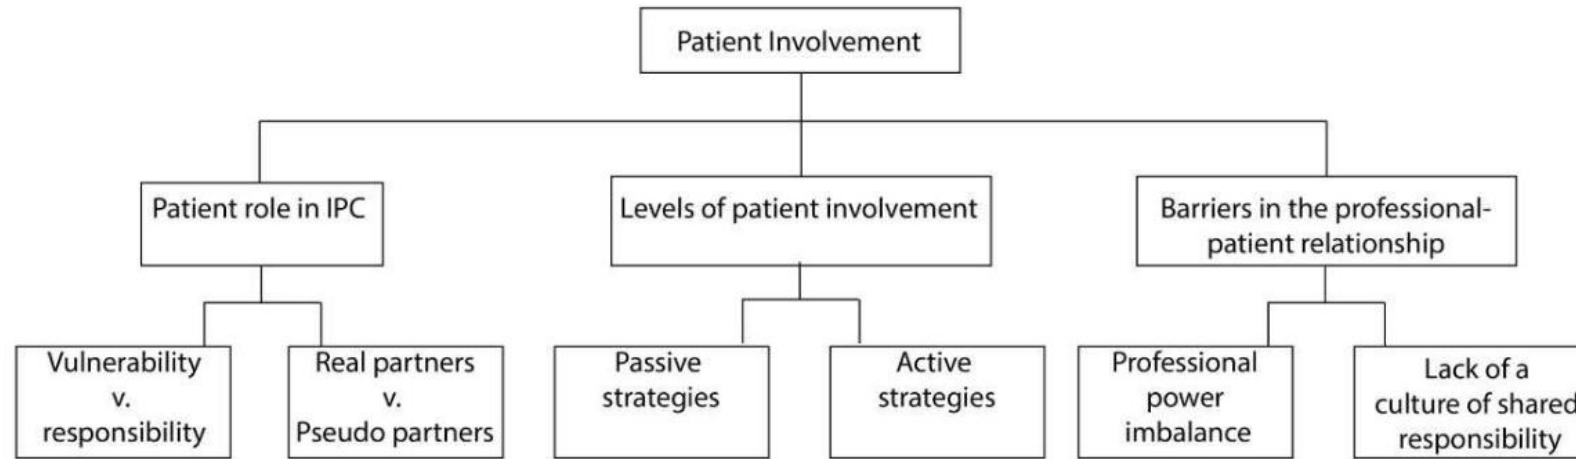 Patient Involvement
Patient role in IPC
Levels of patient involvement
Barriers in the professional-
patient relationship
Vulnerability
v.
responsibility
Real partners
v.
Pseudo partners
Passive
strategies
Active
strategies
Professional
power
imbalance
Lack of a
culture of shared
responsibility